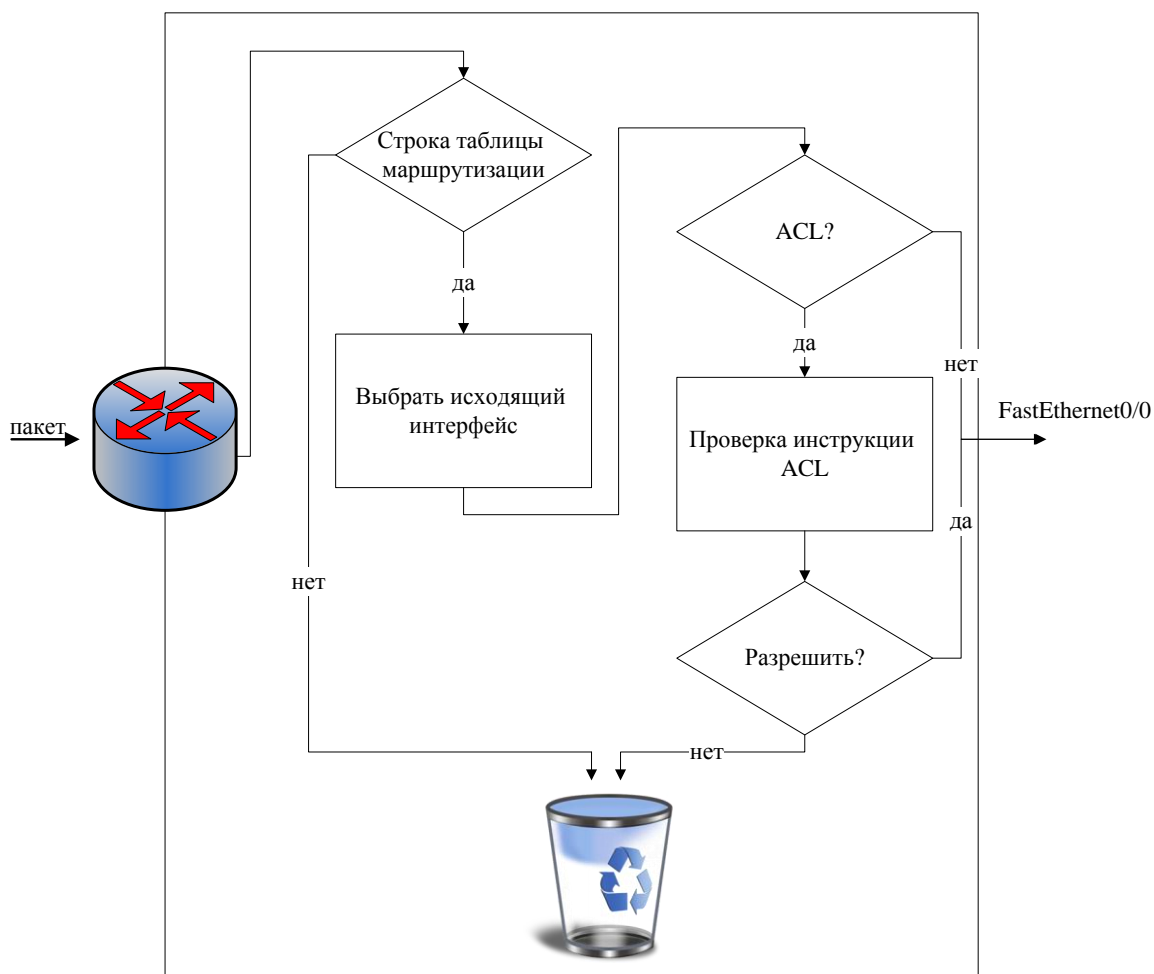 Строка таблицы
маршрутизации
ACL?
да
да
нет
Выбрать исходящий
интерфейс
FastEthernet0/0
пакет
Проверка инструкции
ACL
да
нет
Разрешить?
нет